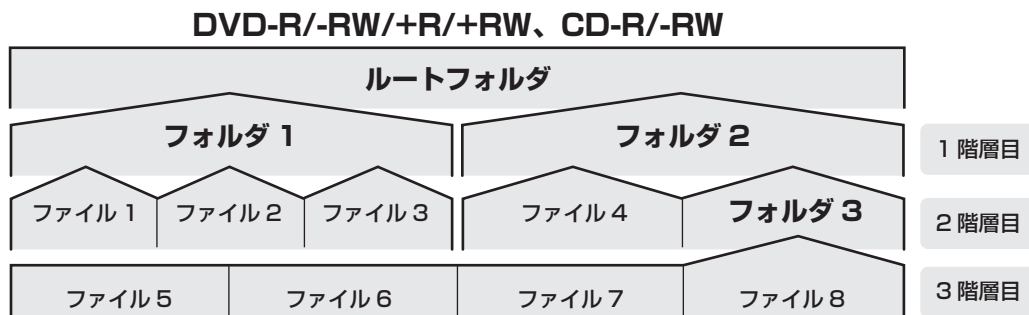 DVD-R/-RW/+R/+RW、CD-R/-RW
ルートフォルダ
フォルダ 1 フォルダ 2 1 階層目
ファイル 1 ファイル 2 ファイル 3 ファイル 4 フォルダ 3 2 階層目
ファイル 5 ファイル 6 ファイル 7 ファイル 8 3 階層目